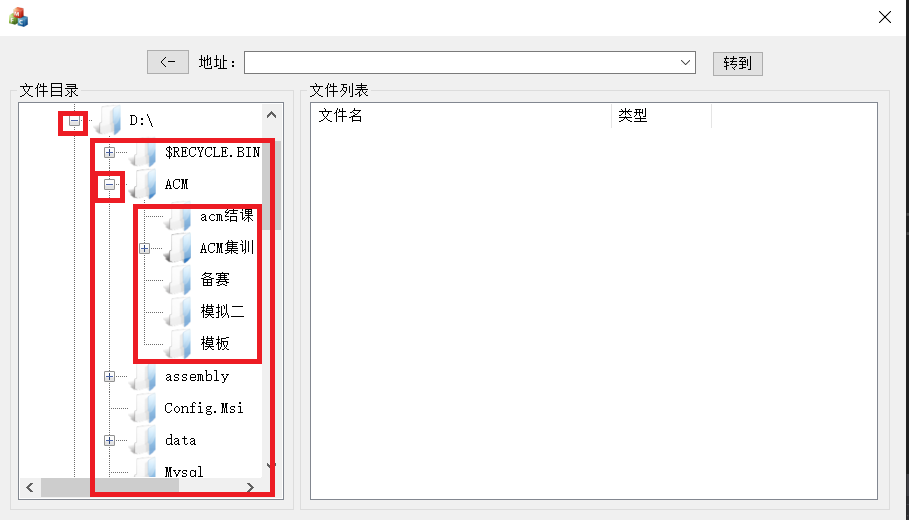 <- 地址： 转到
文件目录
文件列表
D:\
$RECYCLE.BIN
ACM
acm结课
ACM集训
备赛
模拟二
模板
assembly
Config.Msi
data
Mysql
文件名 类型